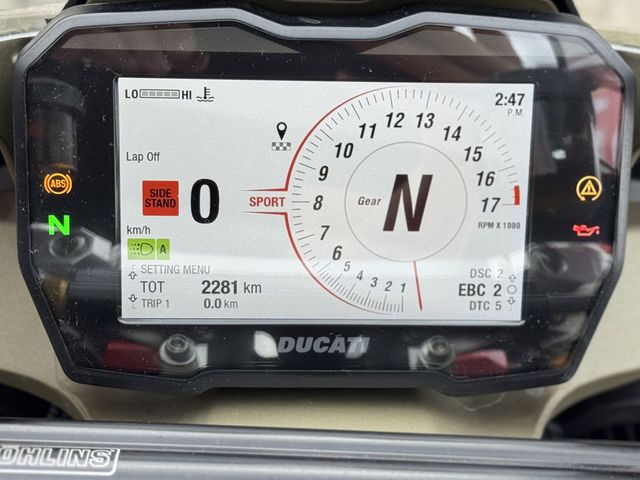 LO HI
2:47
P.M.
Lap Off
SIDE
STAND
0
km/h
A
SETTING MENU
TOT 2281 km
TRIP 1 0.0 km
SPORT
1 2 3 4 5 6 7 8 9 10 11 12 13 14 15 16 17
RPM X 1000
Gear N
DSC 2
EBC 2
DTC 5
ABS
N
DUCATI
OHLINS